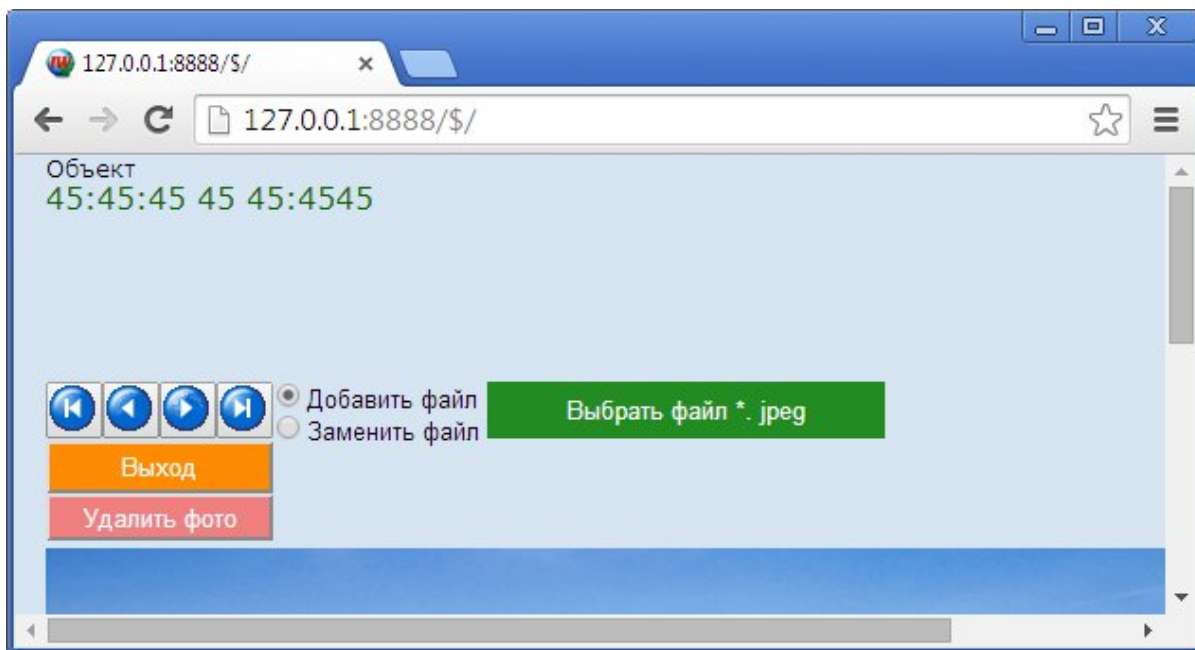 127.0.0.1:8888/$/
127.0.0.1:8888/$/
Объект
45:45:45 45 45:4545
Добавить файл
Заменить файл
Выбрать файл *. jpeg
Выход
Удалить фото